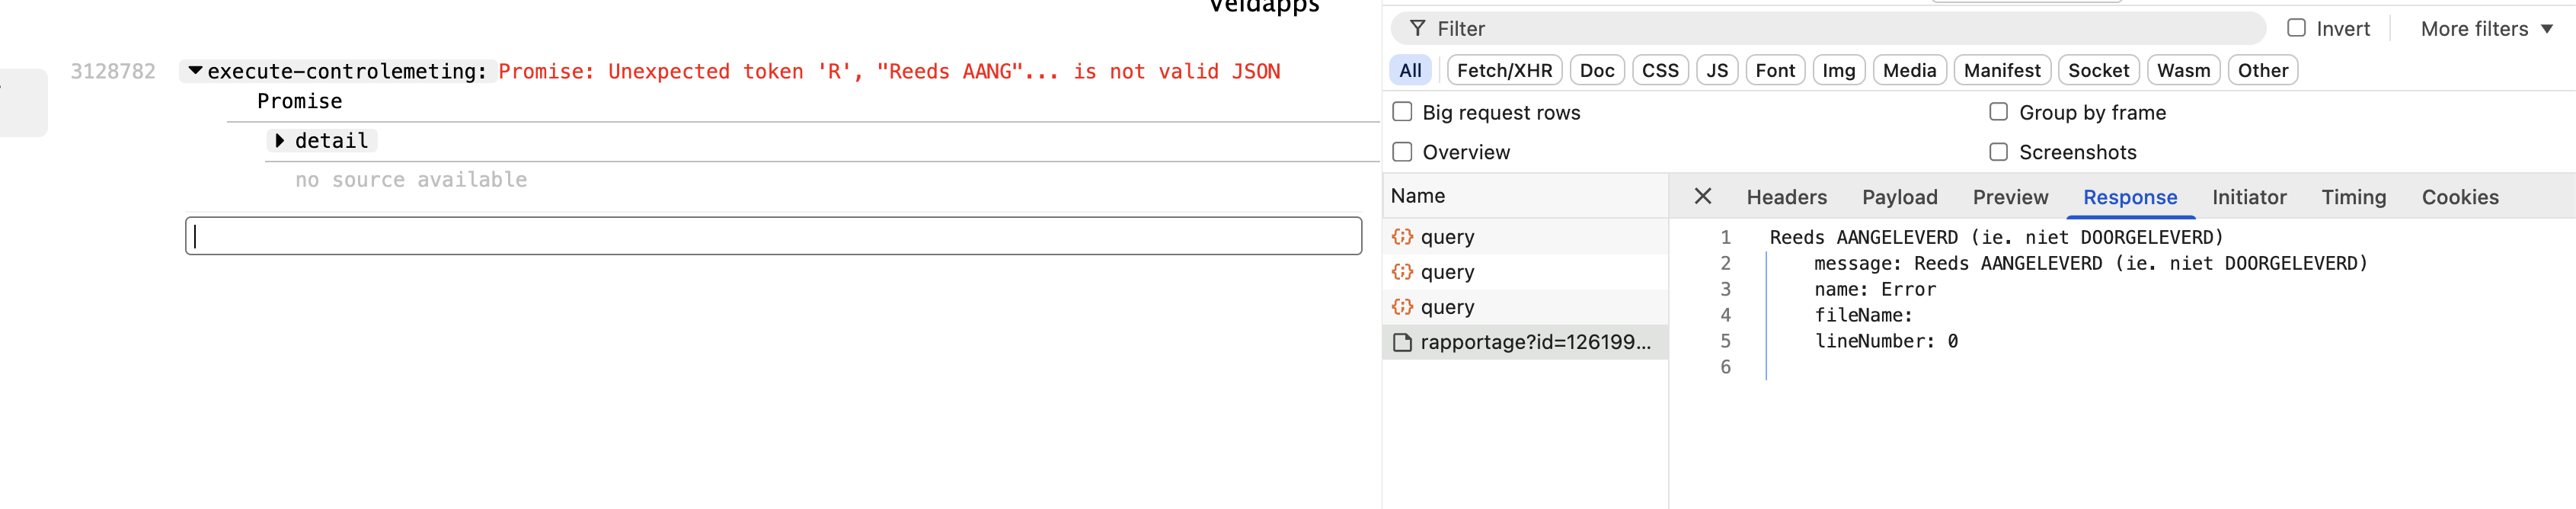 Veldapps
3128782 execute-controlemeting: Promise: Unexpected token 'R', "Reeds AANG"... is not valid JSON
Promise
detail
no source available
Filter
Invert
More filters
All Fetch/XHR Doc CSS JS Font Img Media Manifest Socket Wasm Other
Big request rows
Group by frame
Overview
Screenshots
Name
query
query
query
rapportage?id=126199...
Headers Payload Preview Response Initiator Timing Cookies
1 Reeds AANGELEVERD (ie. niet DOORGELEVERD)
2 message: Reeds AANGELEVERD (ie. niet DOORGELEVERD)
3 name: Error
4 fileName:
5 lineNumber: 0
6